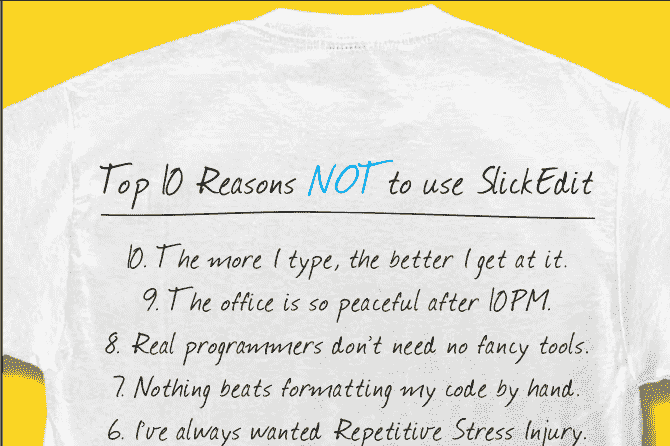 Top 10 Reasons NOT to use SlickEdit
10. The more I type, the better I get at it.
9. The office is so peaceful after 10PM.
8. Real programmers don't need no fancy tools.
7. Nothing beats formatting my code by hand.
6. I've always wanted Repetitive Stress Injury.